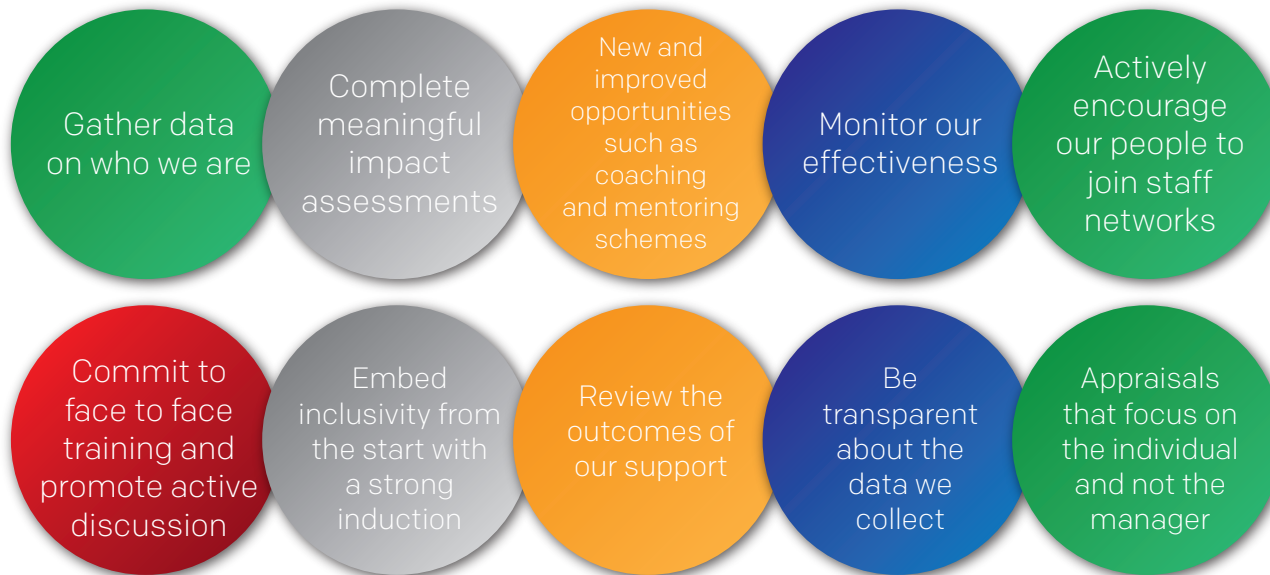 Gather data
on who we are
Complete
meaningful
impact
assessments
New and
improved
opportunities
such as
coaching
and mentoring
schemes
Monitor our
effectiveness
Actively
encourage
our people to
join staff
networks
Commit to
face to face
training and
promote active
discussion
Embed
inclusivity from
the start with
a strong
induction
Review the
outcomes of
our support
Be
transparent
about the
data we
collect
Appraisals
that focus on
the individual
and not the
manager